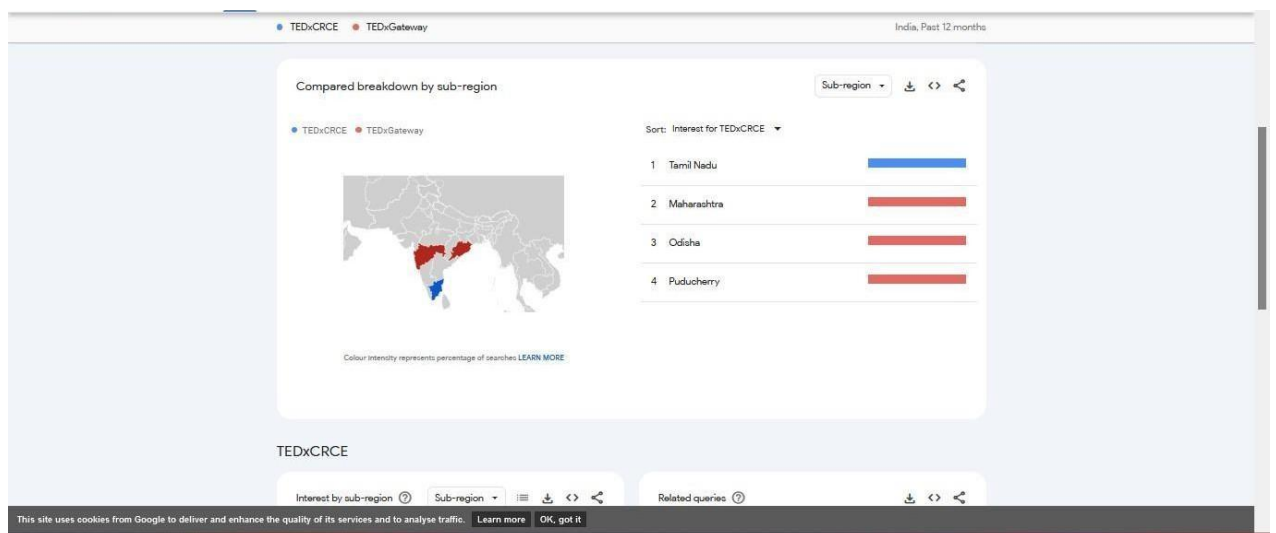 TEDxCRCE TEDxGateway India, Past 12 months
Compared breakdown by sub-region Sub-region
TEDxCRCE TEDxGateway
Sort: Interest for TEDxCRCE
1 Tamil Nadu
2 Maharashtra
3 Odisha
4 Puducherry
Colour intensity represents percentage of searches LEARN MORE
TEDxCRCE
Interest by sub-region Sub-region
Related queries
This site uses cookies from Google to deliver and enhance the quality of its services and to analyse traffic. Learn more OK, got it